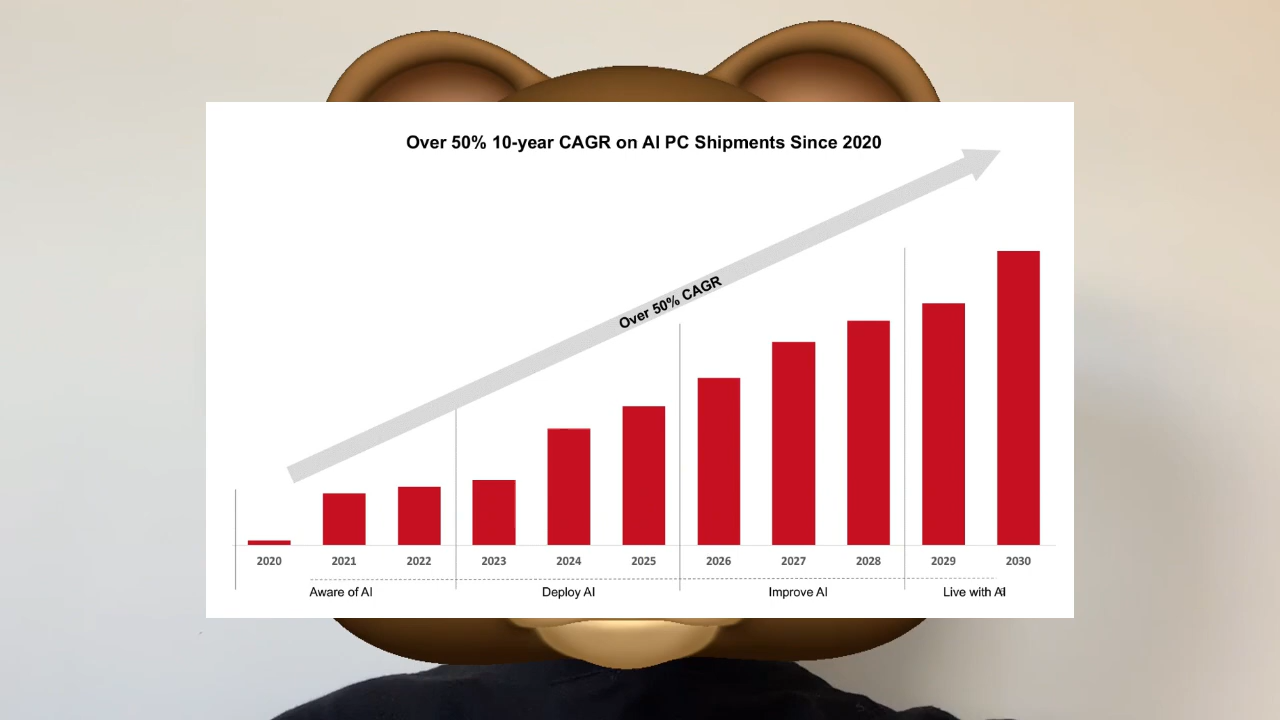 Over 50% 10-year CAGR on AI PC Shipments Since 2020
Over 50% CAGR
2020 2021 2022 2023 2024 2025 2026 2027 2028 2029 2030
Aware of AI Deploy AI Improve AI Live with AI